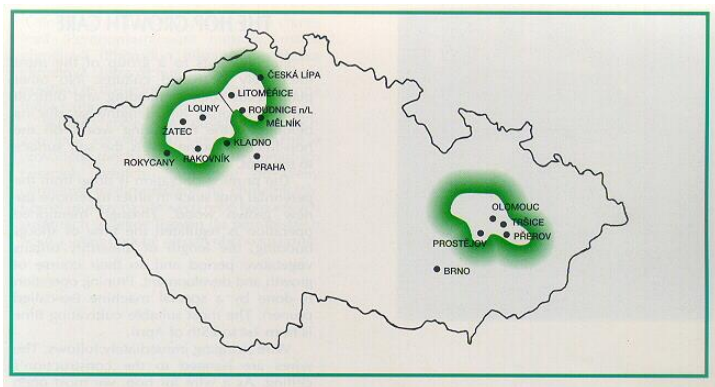 ČESKÁ LÍPA
LITOMĚŘICE
LOUNY
ROUDNICE n/L
ŽATEC
MĚLNÍK
KLADNO
ROKYCANY
RAKOVNÍK
PRAHA
OLOMOUC
TRŠICE
PROSTĚJOV
PŘEROV
BRNO